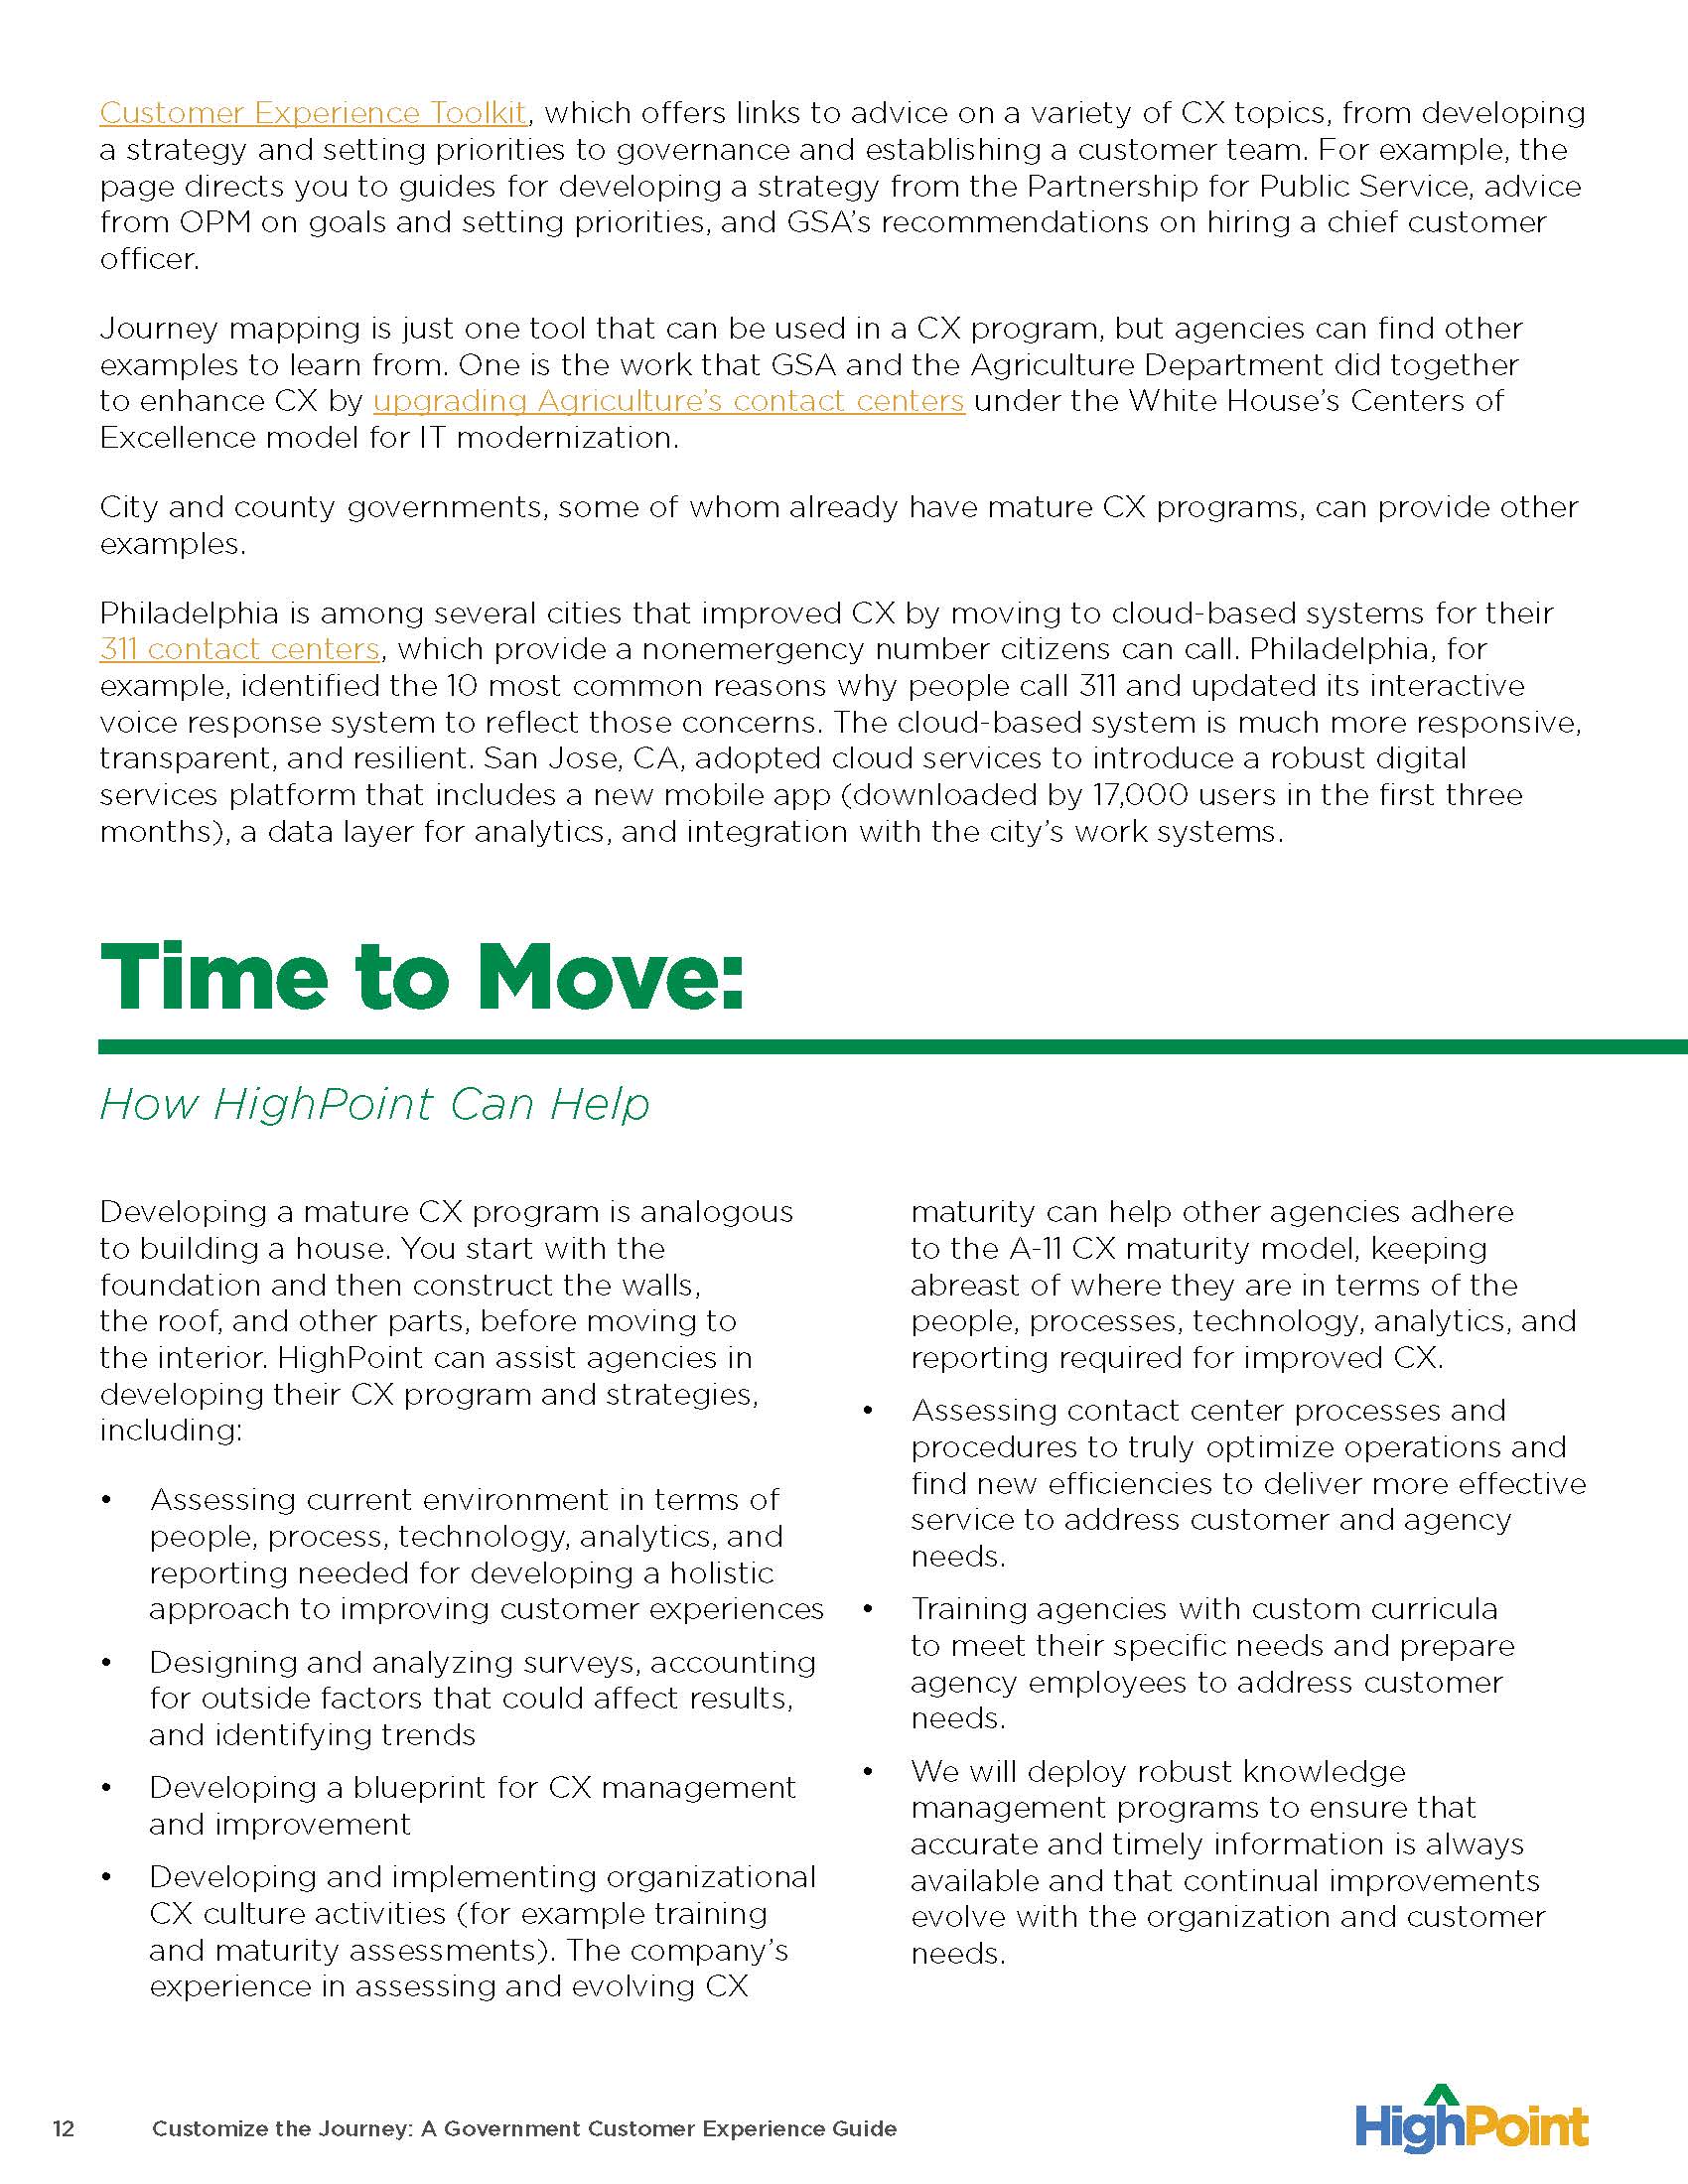 Customer Experience Toolkit, which offers links to advice on a variety of CX topics, from developing
a strategy and setting priorities to governance and establishing a customer team. For example, the
page directs you to guides for developing a strategy from the Partnership for Public Service, advice
from OPM on goals and setting priorities, and GSA’s recommendations on hiring a chief customer
officer.
Journey mapping is just one tool that can be used in a CX program, but agencies can find other
examples to learn from. One is the work that GSA and the Agriculture Department did together
to enhance CX by upgrading Agriculture’s contact centers under the White House’s Centers of
Excellence model for IT modernization.
City and county governments, some of whom already have mature CX programs, can provide other
examples.
Philadelphia is among several cities that improved CX by moving to cloud-based systems for their
311 contact centers, which provide a nonemergency number citizens can call. Philadelphia, for
example, identified the 10 most common reasons why people call 311 and updated its interactive
voice response system to reflect those concerns. The cloud-based system is much more responsive,
transparent, and resilient. San Jose, CA, adopted cloud services to introduce a robust digital
services platform that includes a new mobile app (downloaded by 17,000 users in the first three
months), a data layer for analytics, and integration with the city’s work systems.
Time to Move:
How HighPoint Can Help
Developing a mature CX program is analogous
to building a house. You start with the
foundation and then construct the walls,
the roof, and other parts, before moving to
the interior. HighPoint can assist agencies in
developing their CX program and strategies,
including:
• Assessing current environment in terms of
people, process, technology, analytics, and
reporting needed for developing a holistic
approach to improving customer experiences
• Designing and analyzing surveys, accounting
for outside factors that could affect results,
and identifying trends
• Developing a blueprint for CX management
and improvement
• Developing and implementing organizational
CX culture activities (for example training
and maturity assessments). The company’s
experience in assessing and evolving CX
maturity can help other agencies adhere
to the A-11 CX maturity model, keeping
abreast of where they are in terms of the
people, processes, technology, analytics, and
reporting required for improved CX.
• Assessing contact center processes and
procedures to truly optimize operations and
find new efficiencies to deliver more effective
service to address customer and agency
needs.
• Training agencies with custom curricula
to meet their specific needs and prepare
agency employees to address customer
needs.
• We will deploy robust knowledge
management programs to ensure that
accurate and timely information is always
available and that continual improvements
evolve with the organization and customer
needs.
12 Customize the Journey: A Government Customer Experience Guide
HighPoint